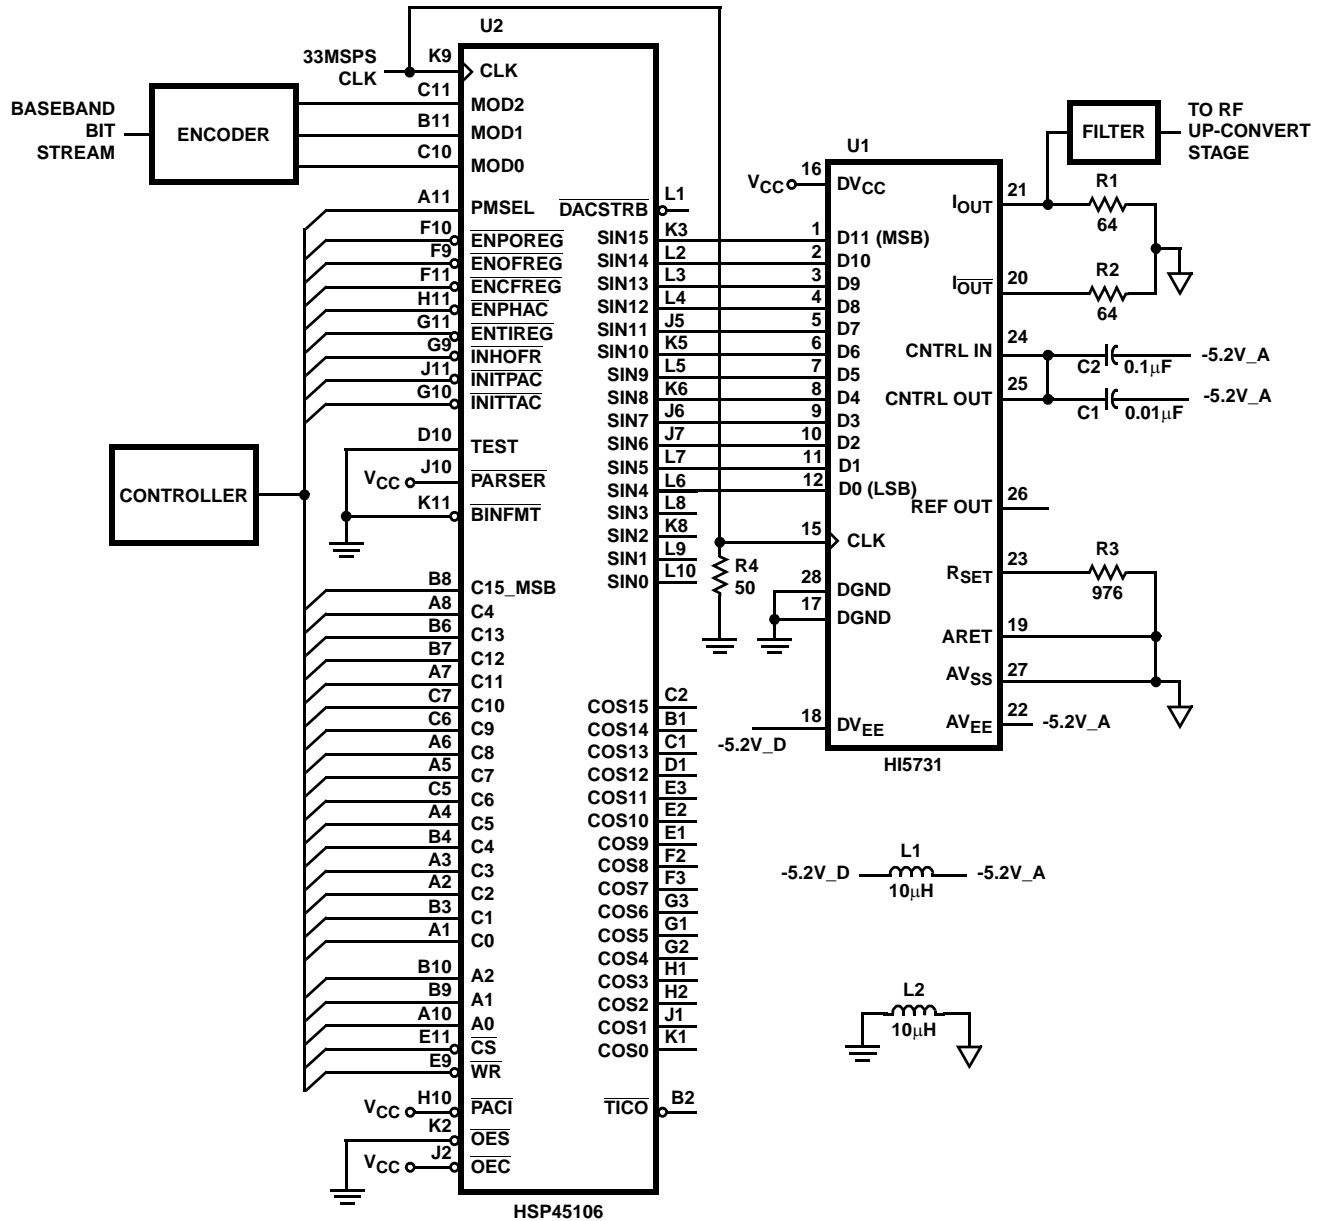 U2
33MSPS
CLK
K9
CLK
C11
MOD2
B11
MOD1
C10
MOD0
BASEBAND
BIT
STREAM
ENCODER
A11
PMSEL
F10
ENPOREG
F9
ENOFREG
F11
ENCFREG
H11
ENPHAC
G11
ENTIREG
G9
INHOFR
J11
INITPAC
G10
INITTAC
D10
TEST
VCC
J10
PARSER
K11
BINFMT
CONTROLLER
B8
C15_MSB
A8
C4
B6
C13
B7
C12
A7
C11
C7
C10
C6
C9
A6
C8
A5
C7
C5
C6
A4
C5
B4
C4
A3
C3
A2
C2
B3
C1
A1
C0
B10
A2
B9
A1
A10
A0
E11
CS
E9
WR
VCC
H10
PACI
K2
OES
VCC
J2
OEC
HSP45106
DACSTRB
L1
SIN15
K3
SIN14
L2
SIN13
L3
SIN12
L4
SIN11
J5
SIN10
K5
SIN9
L5
SIN8
K6
SIN7
J6
SIN6
J7
SIN5
L7
SIN4
L6
SIN3
L8
SIN2
K8
SIN1
L9
SIN0
L10
COS15
C2
COS14
B1
COS13
C1
COS12
D1
COS11
E3
COS10
E2
COS9
E1
COS8
F2
COS7
F3
COS6
G3
COS5
G1
COS4
G2
COS3
H1
COS2
H2
COS1
J1
COS0
K1
TICO
B2
R4
50
U1
VCC
16
DVCC
1
D11 (MSB)
2
D10
3
D9
4
D8
5
D7
6
D6
7
D5
8
D4
9
D3
10
D2
11
D1
12
D0 (LSB)
15
CLK
28
DGND
17
DGND
18
DVEE
-5.2V_D
HI5731
IOUT
21
IOUT
20
CNTRL IN
24
CNTRL OUT
25
REF OUT
26
RSET
23
ARET
19
AVSS
27
AVEE
22
-5.2V_A
FILTER
TO RF
UP-CONVERT
STAGE
R1
64
R2
64
C2
0.1µF
-5.2V_A
C1
0.01µF
-5.2V_A
R3
976
L1
-5.2V_D
-5.2V_A
10µH
L2
10µH